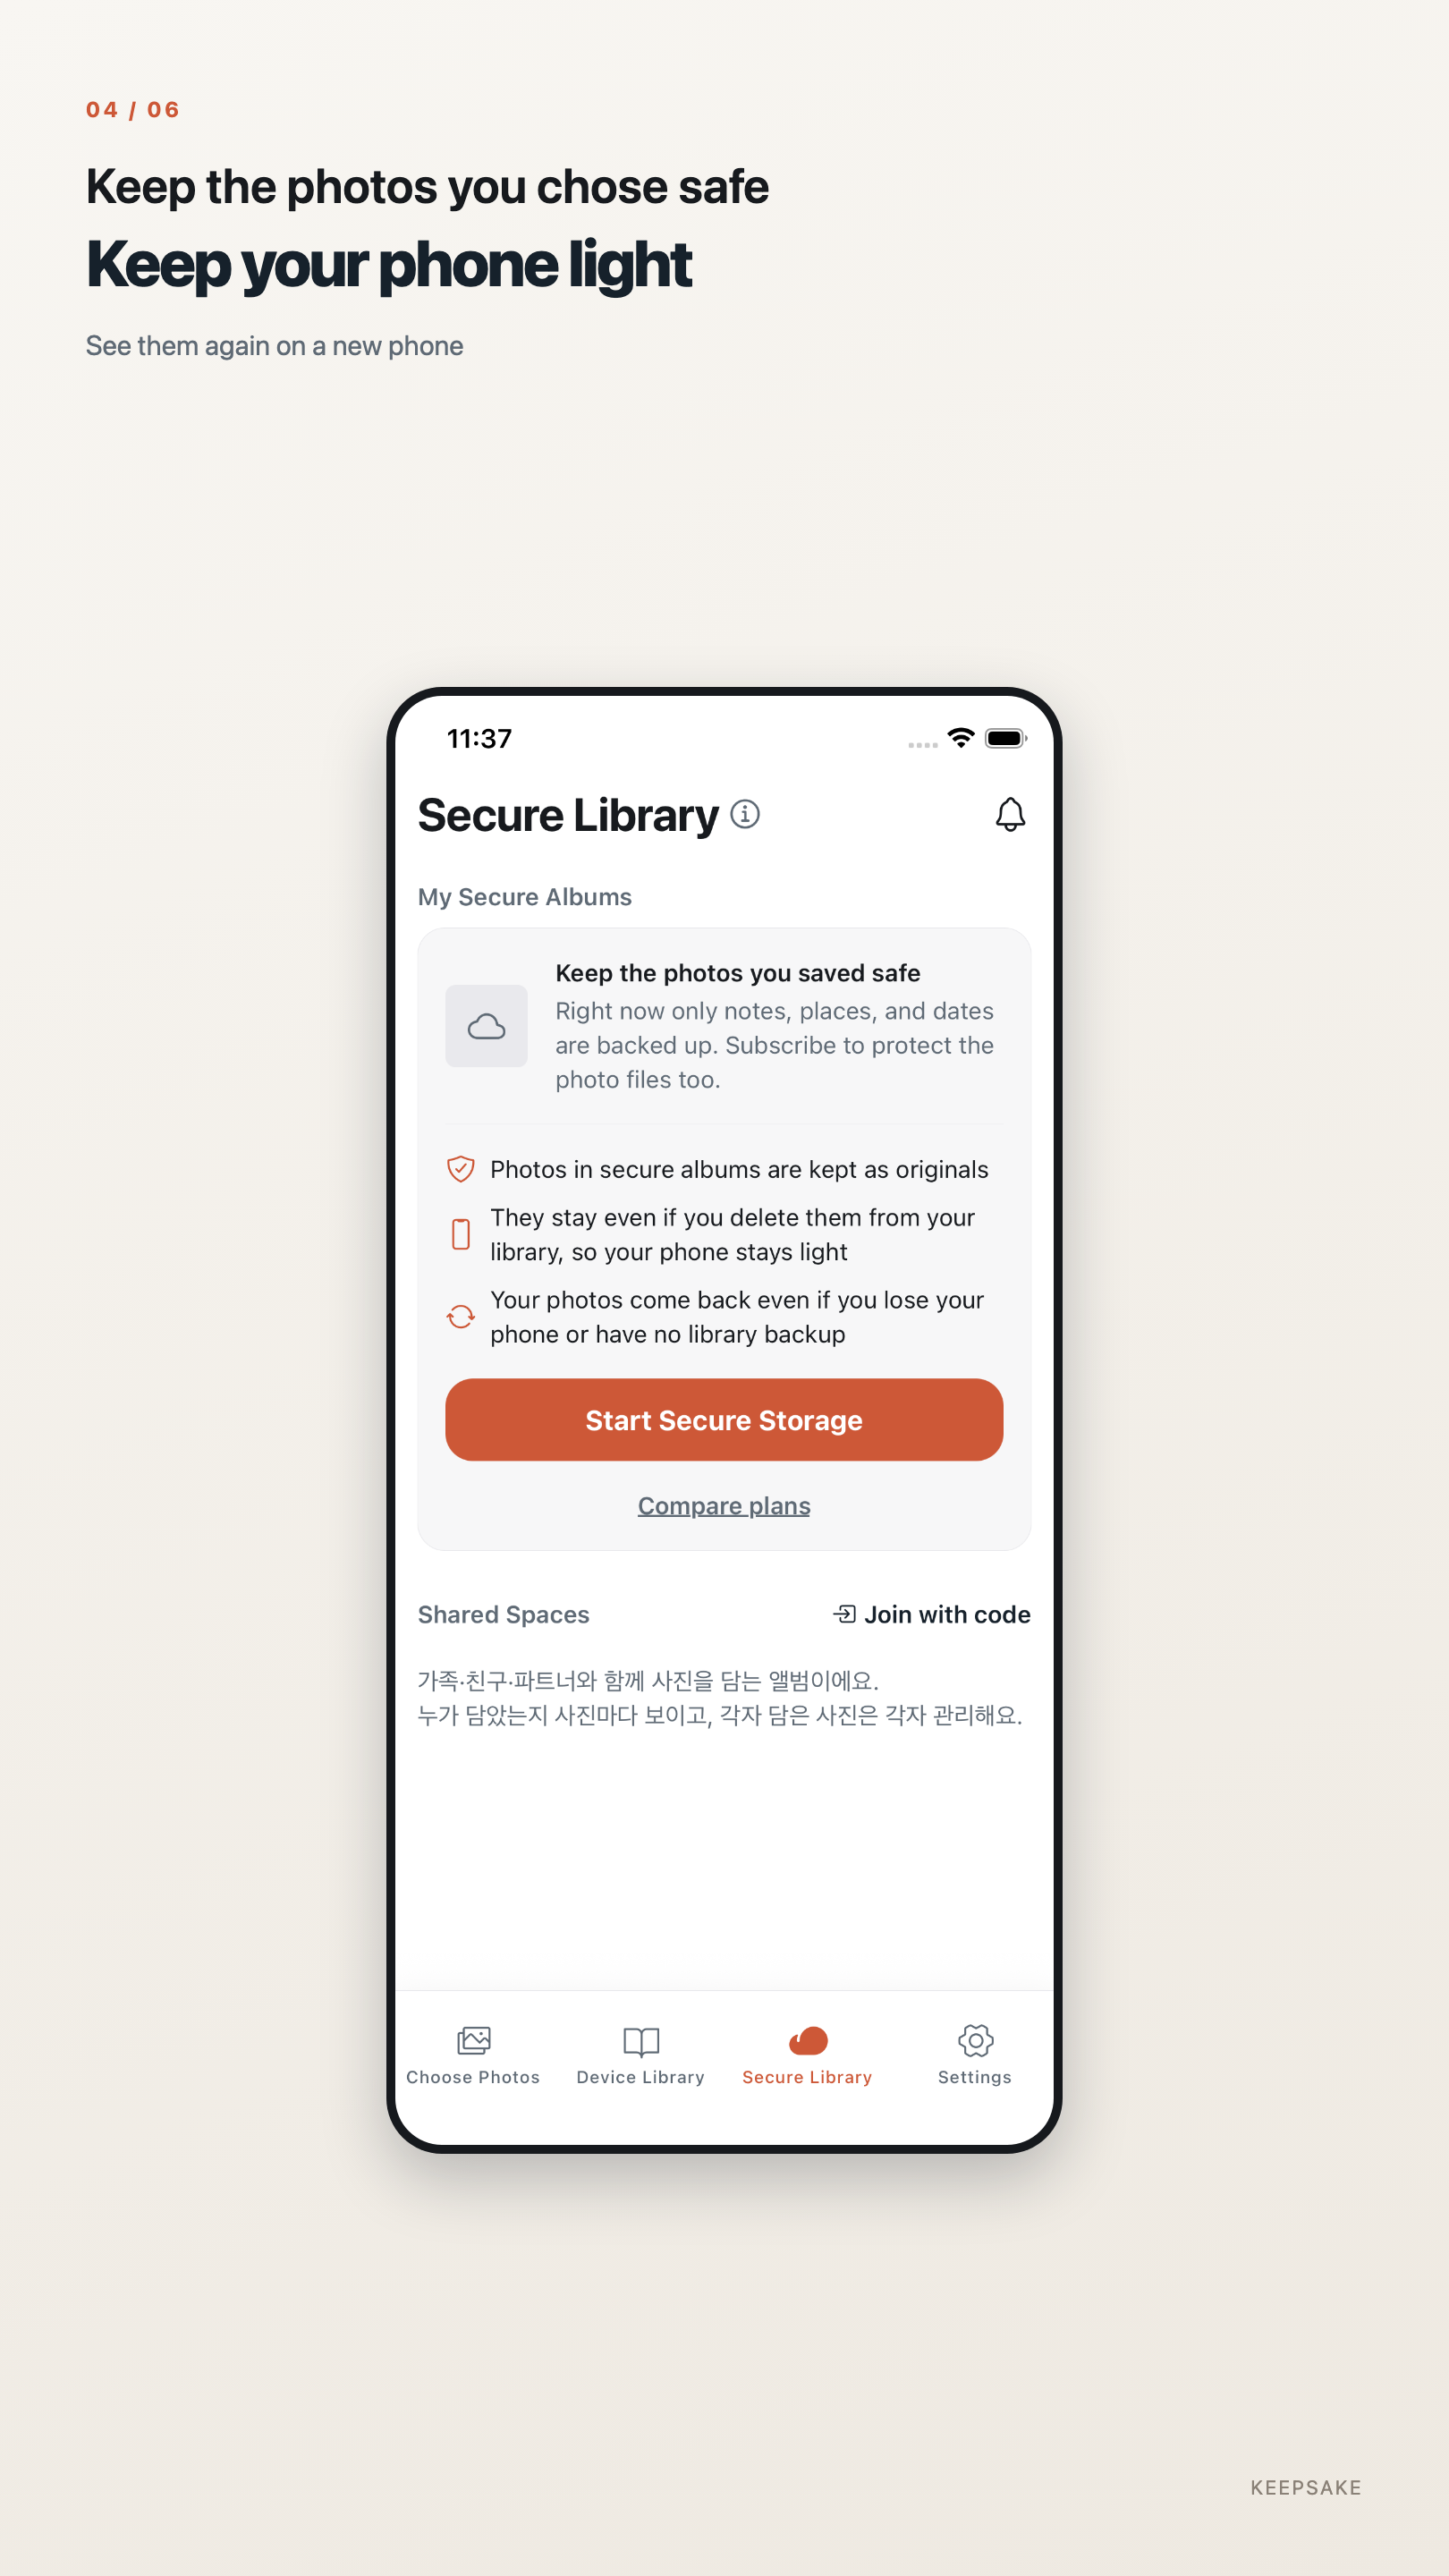 04 / 06
Keep the photos you chose safe
Keep your phone light
See them again on a new phone
11:37
Secure Library
My Secure Albums
Keep the photos you saved safe
Right now only notes, places, and dates
are backed up. Subscribe to protect the
photo files too.
Photos in secure albums are kept as originals
They stay even if you delete them from your
library, so your phone stays light
Your photos come back even if you lose your
phone or have no library backup
Start Secure Storage
Compare plans
Shared Spaces
Join with code
가족·친구·파트너와 함께 사진을 담는 앨범이에요.
누가 담았는지 사진마다 보이고, 각자 담은 사진은 각자 관리해요.
Choose Photos
Device Library
Secure Library
Settings
KEEPSAKE